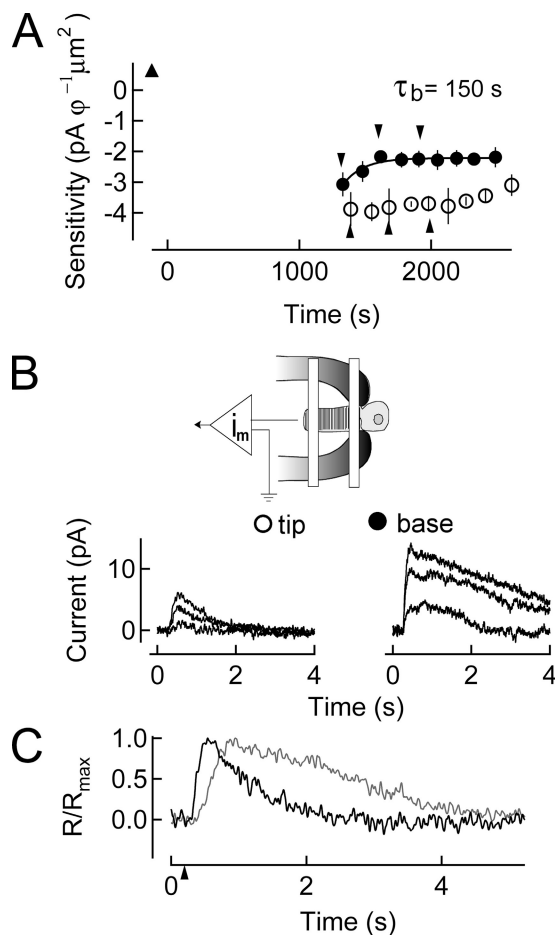 A
Sensitivity (pA φ⁻¹μm²)
0
-1
-2
-3
-4
τb= 150 s
0 1000 2000
Time (s)
B
im
tip base
Current (pA)
10
0
0 2 4
0 2 4
Time (s)
C
R/Rmax
1.0
0.5
0.0
0 2 4
Time (s)